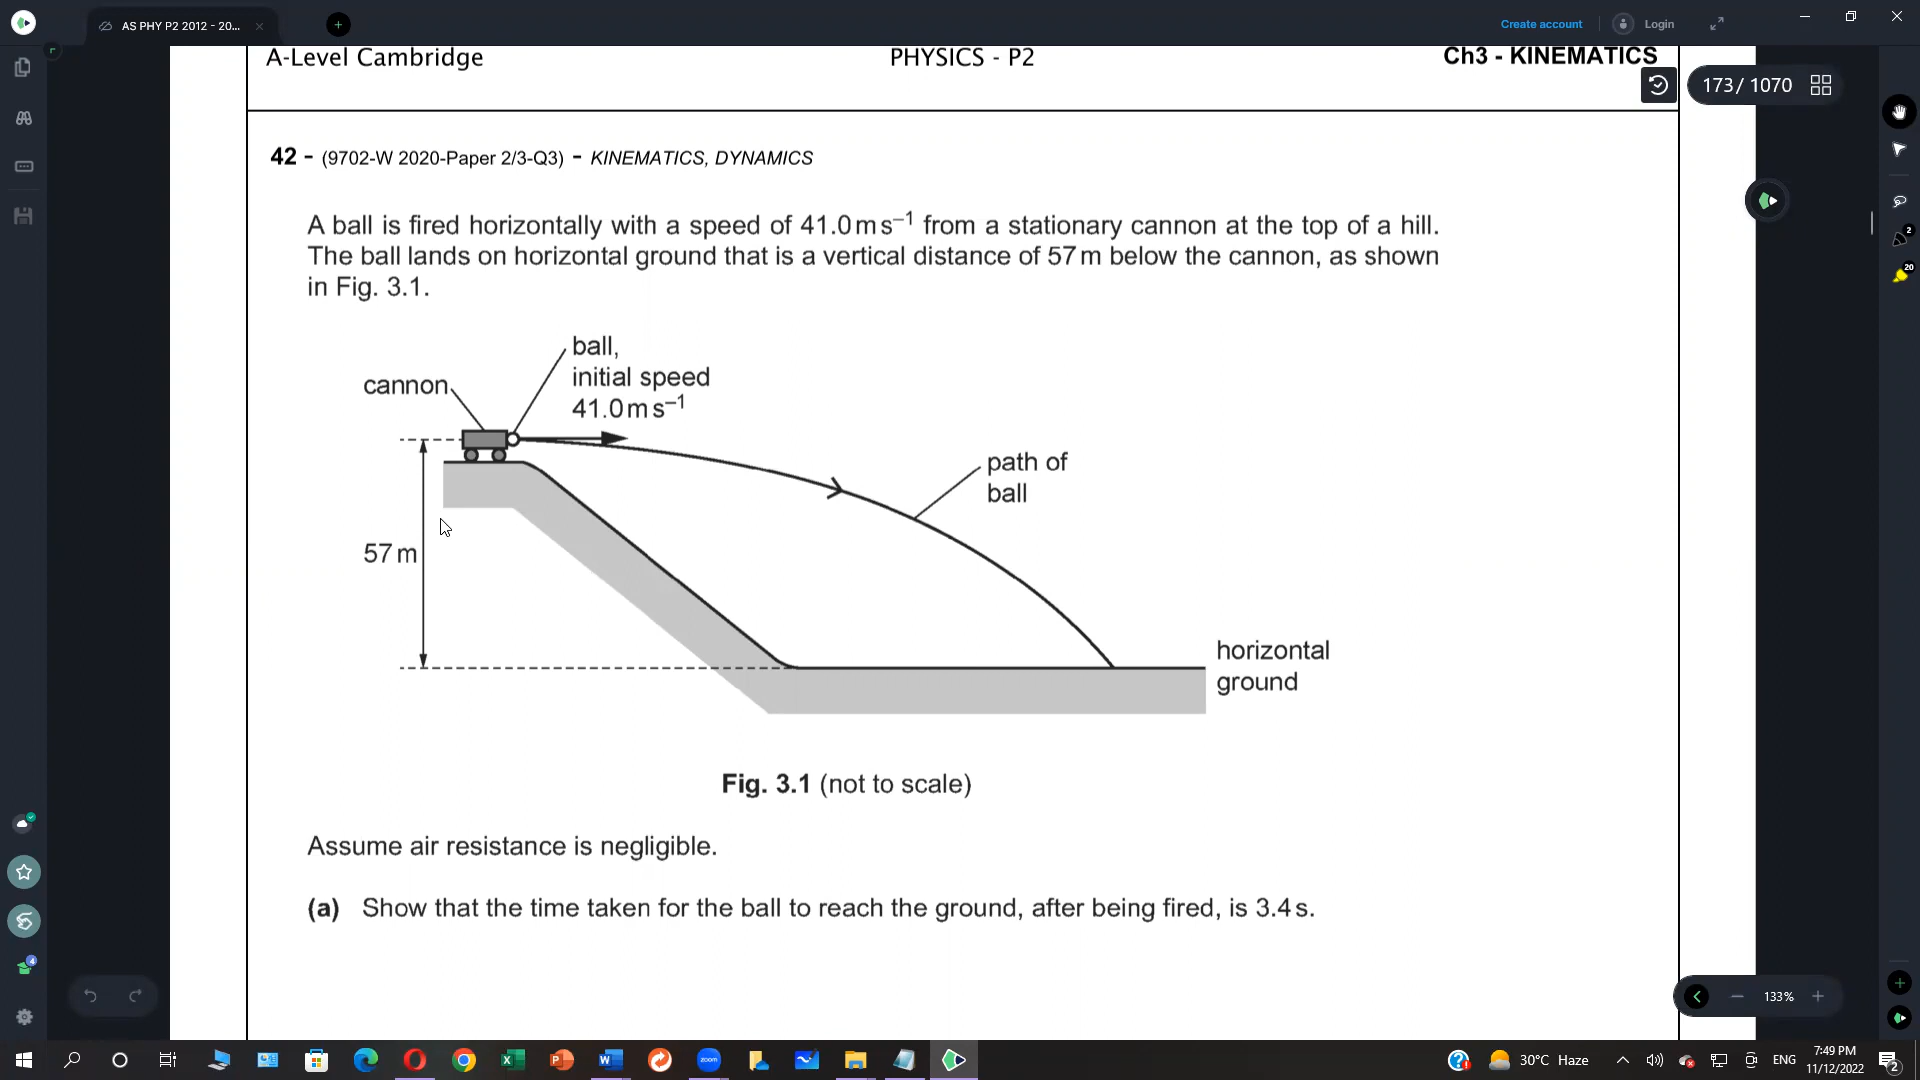 AS PHY P2 2012 - 20...
Create account
Login
A-Level Cambridge
PHYSICS - P2
Ch3 - KINEMATICS
173/ 1070
2
20
42 - (9702-W 2020-Paper 2/3-Q3) - KINEMATICS, DYNAMICS
A ball is fired horizontally with a speed of 41.0 m s⁻¹ from a stationary cannon at the top of a hill.
The ball lands on horizontal ground that is a vertical distance of 57 m below the cannon, as shown
in Fig. 3.1.
ball,
initial speed
41.0 m s⁻¹
cannon
path of
ball
57 m
horizontal
ground
Fig. 3.1 (not to scale)
Assume air resistance is negligible.
(a) Show that the time taken for the ball to reach the ground, after being fired, is 3.4 s.
4
133%
zoom
30°C Haze
ENG
7:49 PM
11/12/2022
2